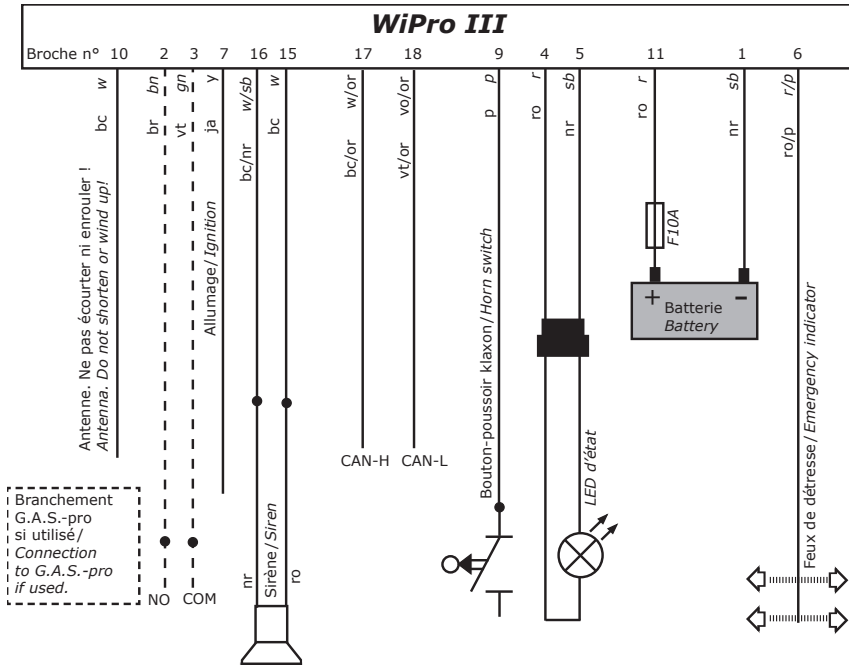 WiPro III
Broche n° 10 2 3 7 16 15 17 18 9 4 5 11 1 6
w bn gn y w/sb w w/or vo/or p r sb r sb r/p
bc br vt ja bc/nr bc bc/or vt/or p ro nr ro nr ro/p
Antenne. Ne pas écourter ni enrouler !
Antenna. Do not shorten or wind up!
Allumage/Ignition
Sirène/Siren
nr
ro
CAN-H CAN-L
Bouton-poussoir klaxon/Horn switch
LED d'état
F10A
+ -
Batterie
Battery
Feux de détresse/Emergency indicator
Branchement
G.A.S.-pro
si utilisé/
Connection
to G.A.S.-pro
if used.
NO COM